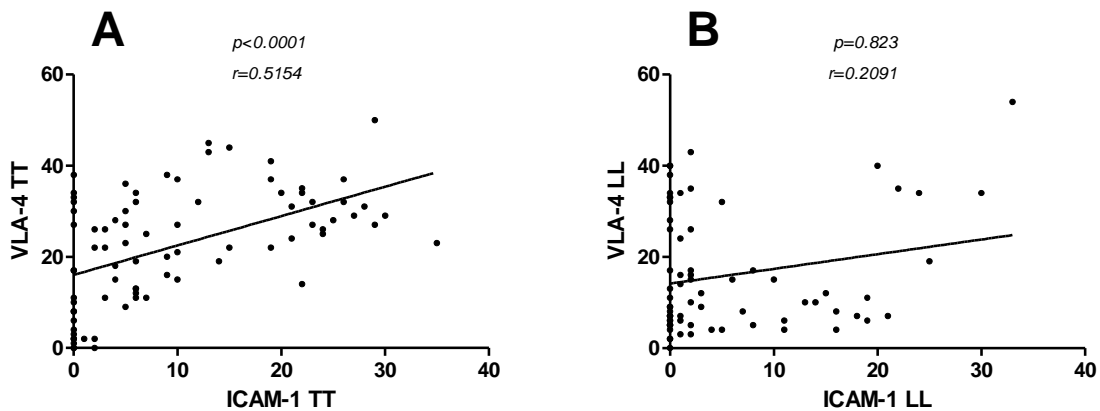 A
p<0.0001
r=0.5154
60
40
20
0
VLA-4 TT
0 10 20 30 40
ICAM-1 TT
B
p=0.823
r=0.2091
60
40
20
0
VLA-4 LL
0 10 20 30 40
ICAM-1 LL